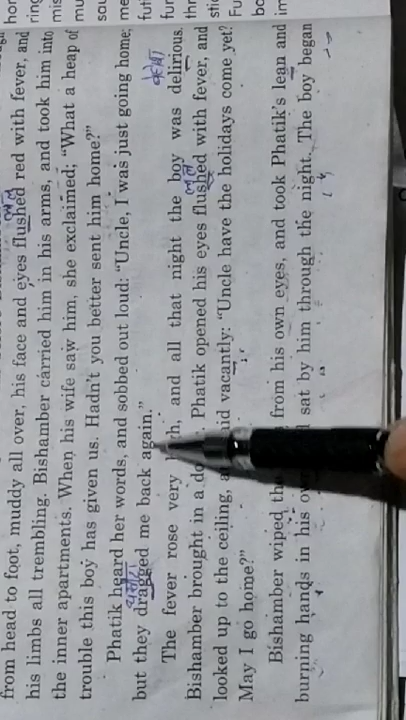 from head to foot, muddy all over, his face and eyes flushed red with fever, and
his limbs all trembling. Bishamber carried him in his arms, and took him into
the inner apartments. When his wife saw him, she exclaimed; "What a heap of
trouble this boy has given us. Hadn't you better sent him home?"
Phatik heard her words, and sobbed out loud: "Uncle, I was just going home;
but they dragged me back again."
The fever rose very and all that night the boy was delirious.
Bishamber brought in a Phatik opened his eyes flushed with fever, and
looked up to the ceiling, vacantly: "Uncle have the holidays come yet?
May I go home?"
Bishamber wiped from his own eyes, and took Phatik's lean and
burning hands in his sat by him through the night. The boy began